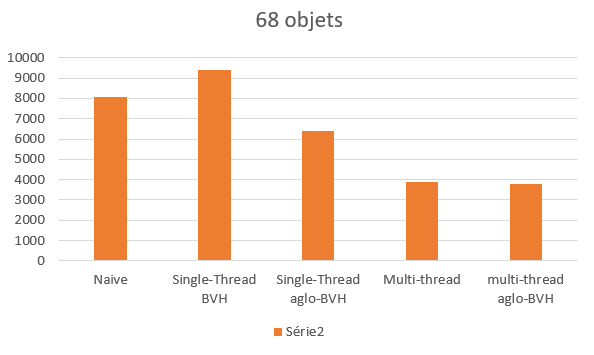 68 objets
10000
9000
8000
7000
6000
5000
4000
3000
2000
1000
0
Naive
Single-Thread
BVH
Single-Thread
aglo-BVH
Multi-thread
multi-thread
aglo-BVH
Série2